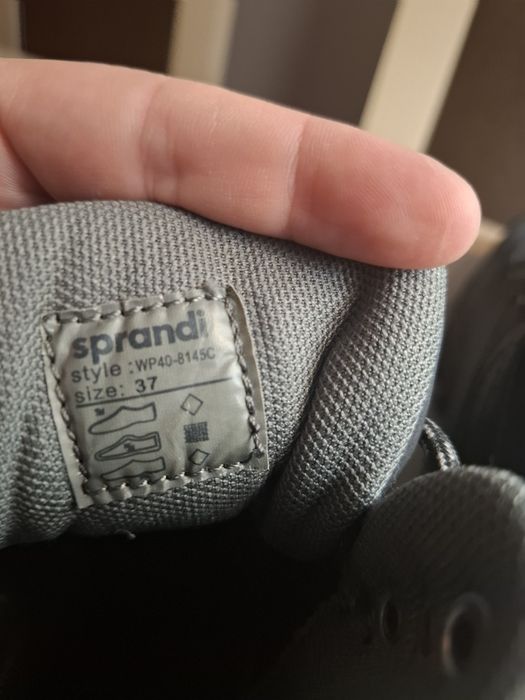 sprandi
style :WP40-8145C
size: 37